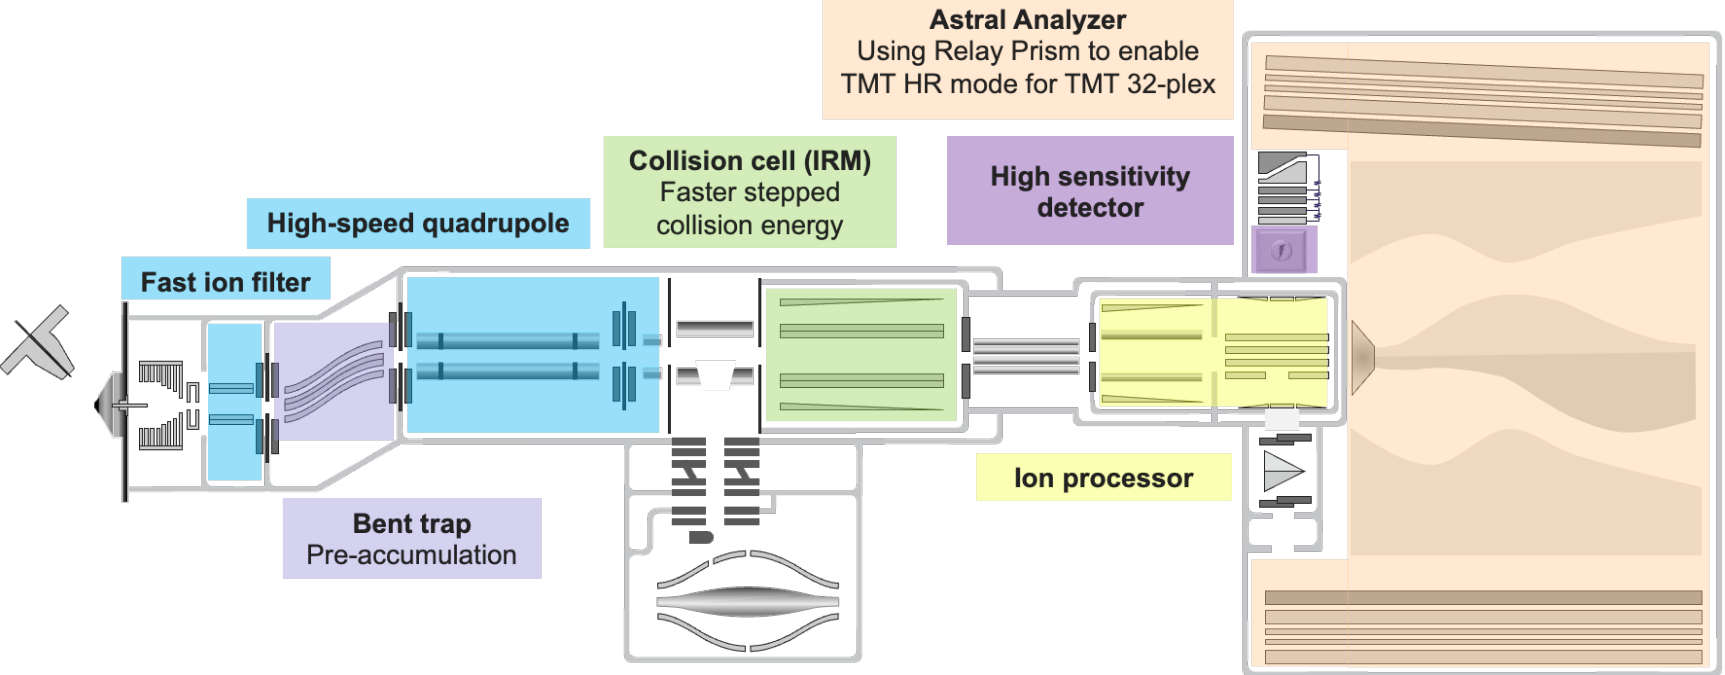 Astral Analyzer
Using Relay Prism to enable
TMT HR mode for TMT 32-plex
Collision cell (IRM)
Faster stepped
collision energy
High sensitivity
detector
High-speed quadrupole
Fast ion filter
Ion processor
Bent trap
Pre-accumulation